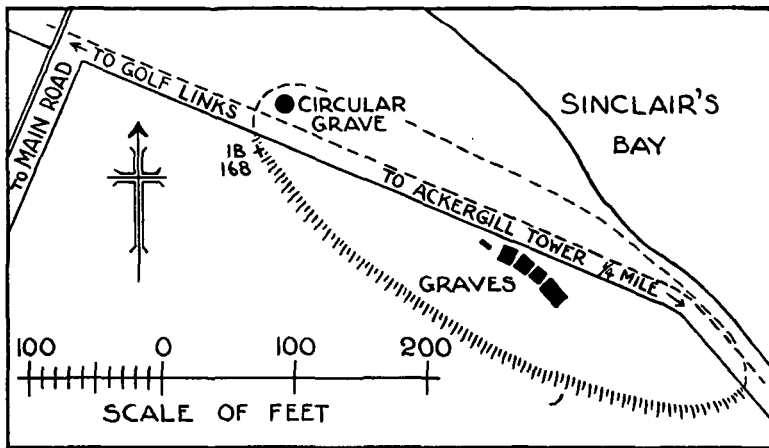 ← TO GOLF LINKS
TO MAIN ROAD
CIRCULAR
GRAVE
SINCLAIR'S
BAY
1B
168
TO ACKERGILL TOWER ¼ MILE →
GRAVES
100 0 100 200
SCALE OF FEET